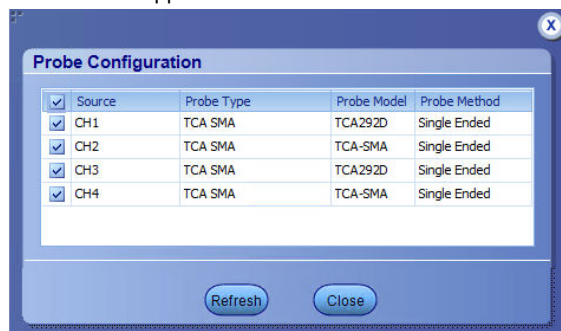 X
Probe Configuration
Source Probe Type Probe Model Probe Method
CH1 TCA SMA TCA292D Single Ended
CH2 TCA SMA TCA-SMA Single Ended
CH3 TCA SMA TCA292D Single Ended
CH4 TCA SMA TCA-SMA Single Ended
Refresh Close